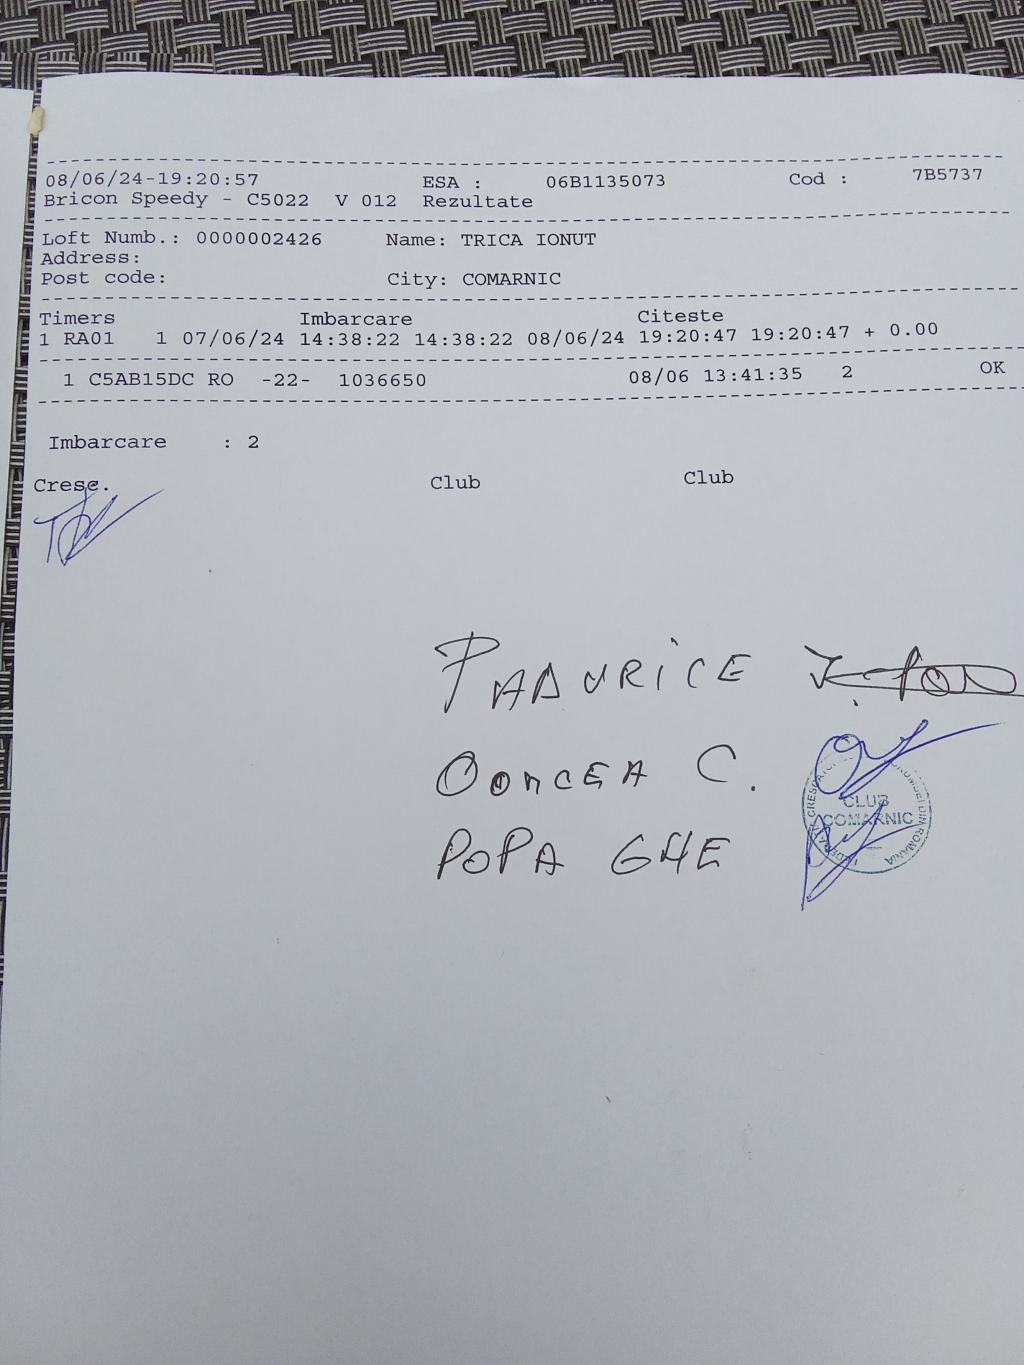 08/06/24-19:20:57 ESA : 06B1135073 Cod : 7B5737
Bricon Speedy - C5022 V 012 Rezultate
Loft Numb.: 0000002426 Name: TRICA IONUT
Address:
Post code: City: COMARNIC
Timers Imbarcare Citeste
1 RA01 1 07/06/24 14:38:22 14:38:22 08/06/24 19:20:47 19:20:47 + 0.00
1 C5AB15DC RO -22- 1036650 08/06 13:41:35 2 OK
Imbarcare : 2
Cresc. Club Club
C.
CLUB
COMARNIC
DIN ROMANIA
POPA GHE